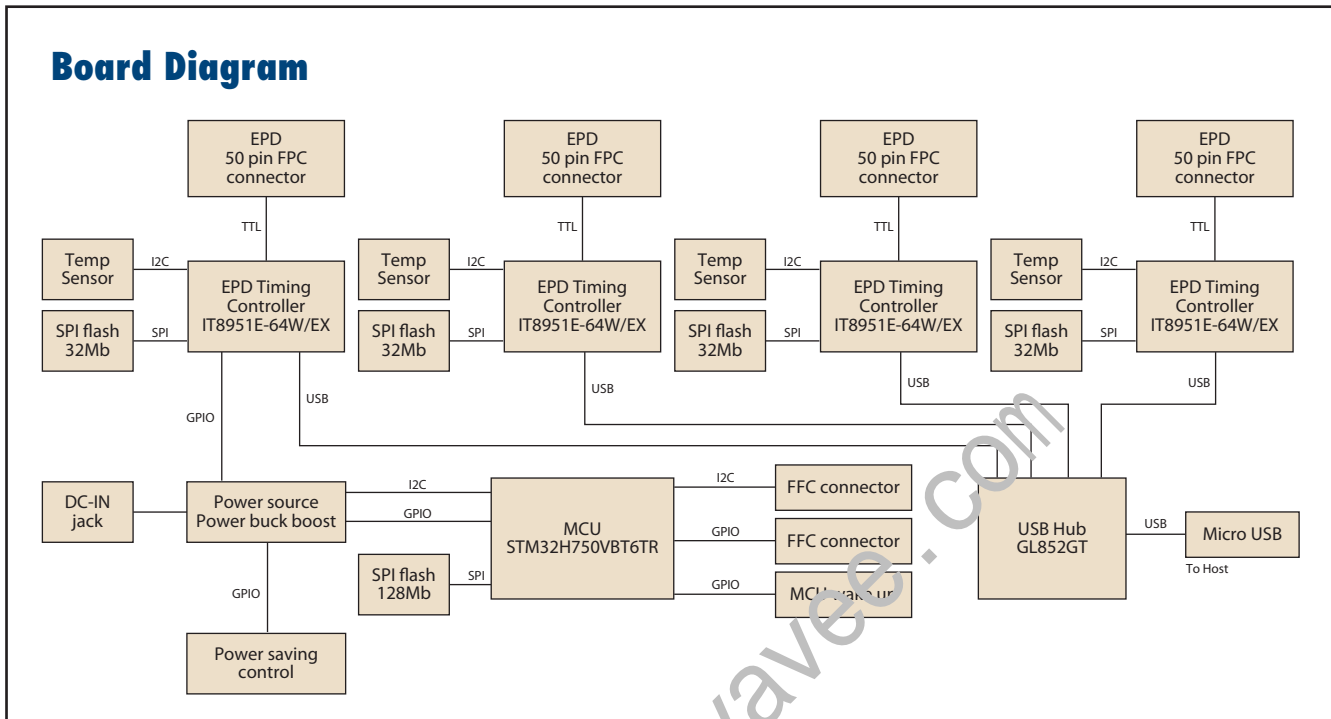 Board Diagram
EPD
50 pin FPC
connector
EPD
50 pin FPC
connector
EPD
50 pin FPC
connector
EPD
50 pin FPC
connector
TTL
TTL
TTL
TTL
Temp
Sensor
I2C
EPD Timing
Controller
IT8951E-64W/EX
SPI flash
32Mb
SPI
Temp
Sensor
I2C
EPD Timing
Controller
IT8951E-64W/EX
SPI flash
32Mb
SPI
Temp
Sensor
I2C
EPD Timing
Controller
IT8951E-64W/EX
SPI flash
32Mb
SPI
Temp
Sensor
I2C
EPD Timing
Controller
IT8951E-64W/EX
SPI flash
32Mb
SPI
GPIO
USB
USB
USB
USB
DC-IN
jack
Power source
Power buck boost
I2C
GPIO
SPI flash
128Mb
SPI
MCU
STM32H750VBT6TR
I2C
FFC connector
GPIO
FFC connector
GPIO
MCU wake up
USB Hub
GL852GT
USB
Micro USB
To Host
GPIO
Power saving
control
avee.com